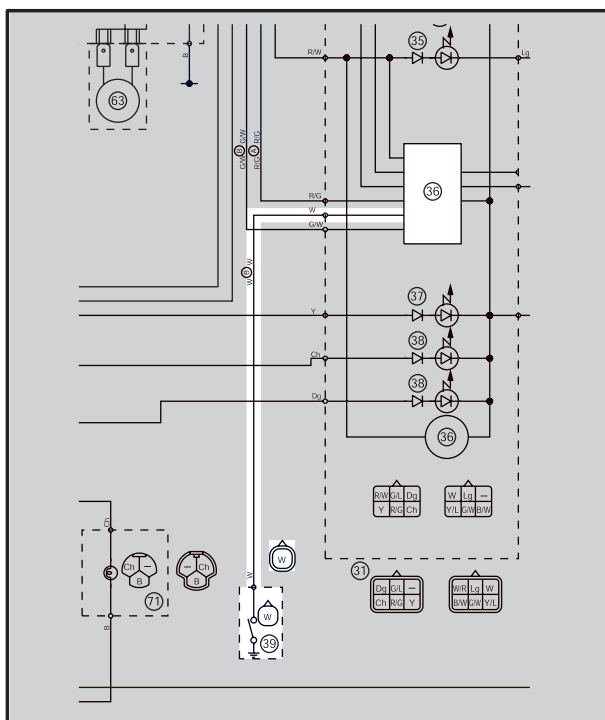 35
R/W
Lg
B
63
G/W R/G
B A
G/W R/G
36
R/G
W
G/W
W
B
W
37
Y
38
Ch
38
Dg
36
R/W G/L Dg
Y R/G Ch
W Lg —
Y/L G/W B/W
Ch
W
Ch —
B
— Ch
B
W
31
Dg G/L —
Ch R/G Y
W/R Lg W
B/W G/W Y/L
71
W
39
B